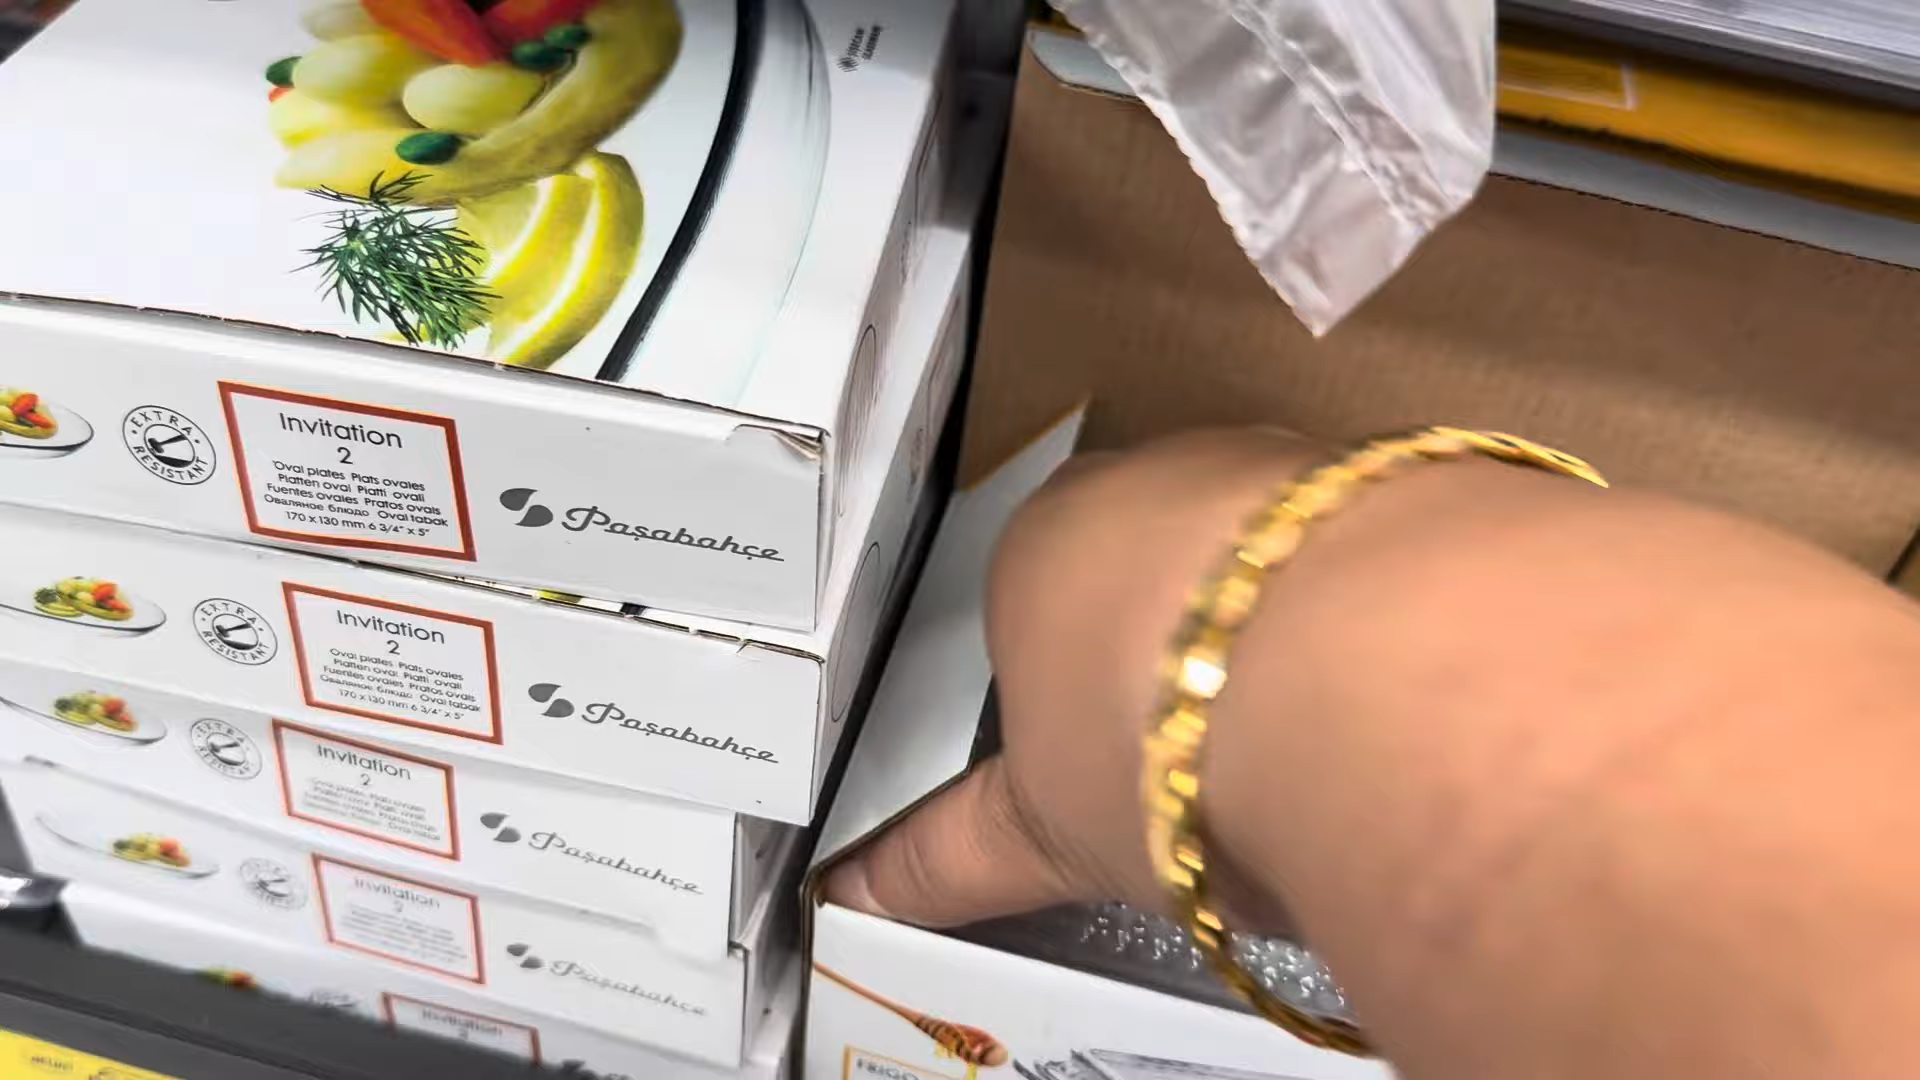 EXTRA
RESISTANT
Invitation
2
Oval plates Plats ovales
Platten oval Piatti ovali
Fuentes ovales Pratos ovais
Овальное блюдо Oval tabak
170 x 130 mm 6 3/4" x 5"
Paşabahçe
EXTRA
RESISTANT
Invitation
2
Oval plates Plats ovales
Platten oval Piatti ovali
Fuentes ovales Pratos ovais
Овальное блюдо Oval tabak
170 x 130 mm 6 3/4" x 5"
Paşabahçe
EXTRA
RESISTANT
Invitation
2
Paşabahçe
Invitation
2
Paşabahçe
Invitation
2
FRIGO